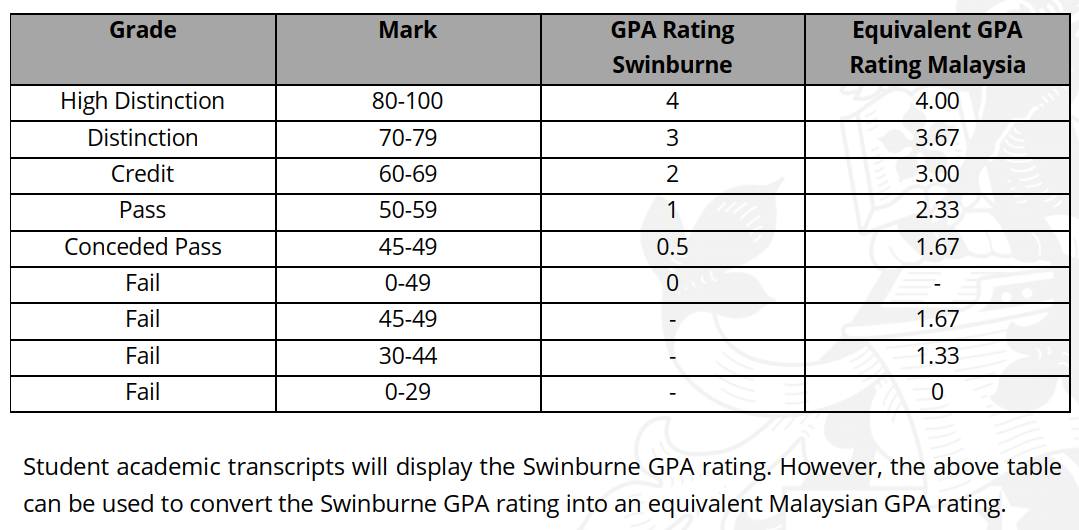 Grade Mark GPA Rating Swinburne Equivalent GPA Rating Malaysia
High Distinction 80-100 4 4.00
Distinction 70-79 3 3.67
Credit 60-69 2 3.00
Pass 50-59 1 2.33
Conceded Pass 45-49 0.5 1.67
Fail 0-49 0 -
Fail 45-49 - 1.67
Fail 30-44 - 1.33
Fail 0-29 - 0
Student academic transcripts will display the Swinburne GPA rating. However, the above table
can be used to convert the Swinburne GPA rating into an equivalent Malaysian GPA rating.